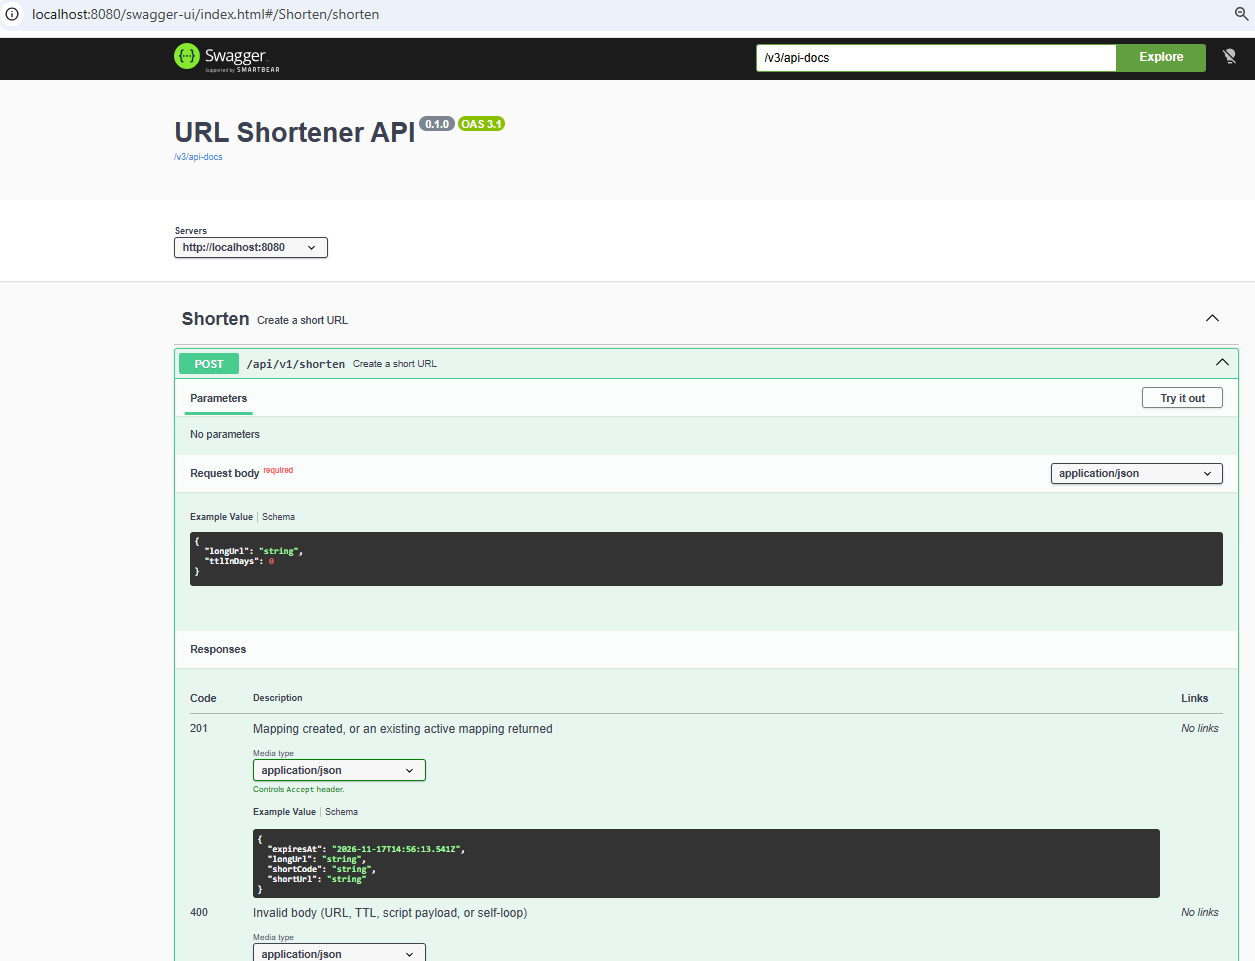 localhost:8080/swagger-ui/index.html#/Shorten/shorten
{··} Swagger.
Supported by SMARTBEAR
/v3/api-docs
Explore
URL Shortener API 0.1.0 OAS 3.1
/v3/api-docs
Servers
http://localhost:8080
Shorten Create a short URL
POST /api/v1/shorten Create a short URL
Parameters
Try it out
No parameters
Request body required
application/json
Example Value | Schema
{
"longUrl": "string",
"ttlInDays": 0
}
Responses
Code Description Links
201 Mapping created, or an existing active mapping returned No links
Media type
application/json
Controls Accept header.
Example Value | Schema
{
"expiresAt": "2026-11-17T14:56:13.541Z",
"longUrl": "string",
"shortCode": "string",
"shortUrl": "string"
}
400 Invalid body (URL, TTL, script payload, or self-loop) No links
Media type
application/json